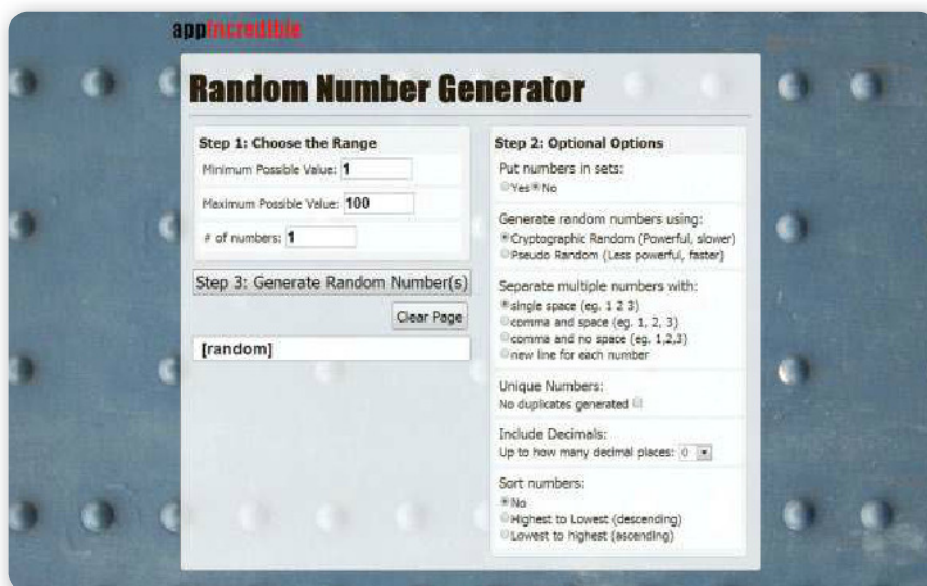 appincredible
Random Number Generator
Step 1: Choose the Range
Minimum Possible Value: 1
Maximum Possible Value: 100
# of numbers: 1
Step 3: Generate Random Number(s)
Clear Page
[random]
Step 2: Optional Options
Put numbers in sets:
Yes No
Generate random numbers using:
Cryptographic Random (Powerful, slower)
Pseudo Random (Less powerful, faster)
Separate multiple numbers with:
single space (eg. 1 2 3)
comma and space (eg. 1, 2, 3)
comma and no space (eg. 1,2,3)
new line for each number
Unique Numbers:
No duplicates generated
Include Decimals:
Up to how many decimal places: 0
Sort numbers:
No
Highest to Lowest (descending)
Lowest to highest (ascending)